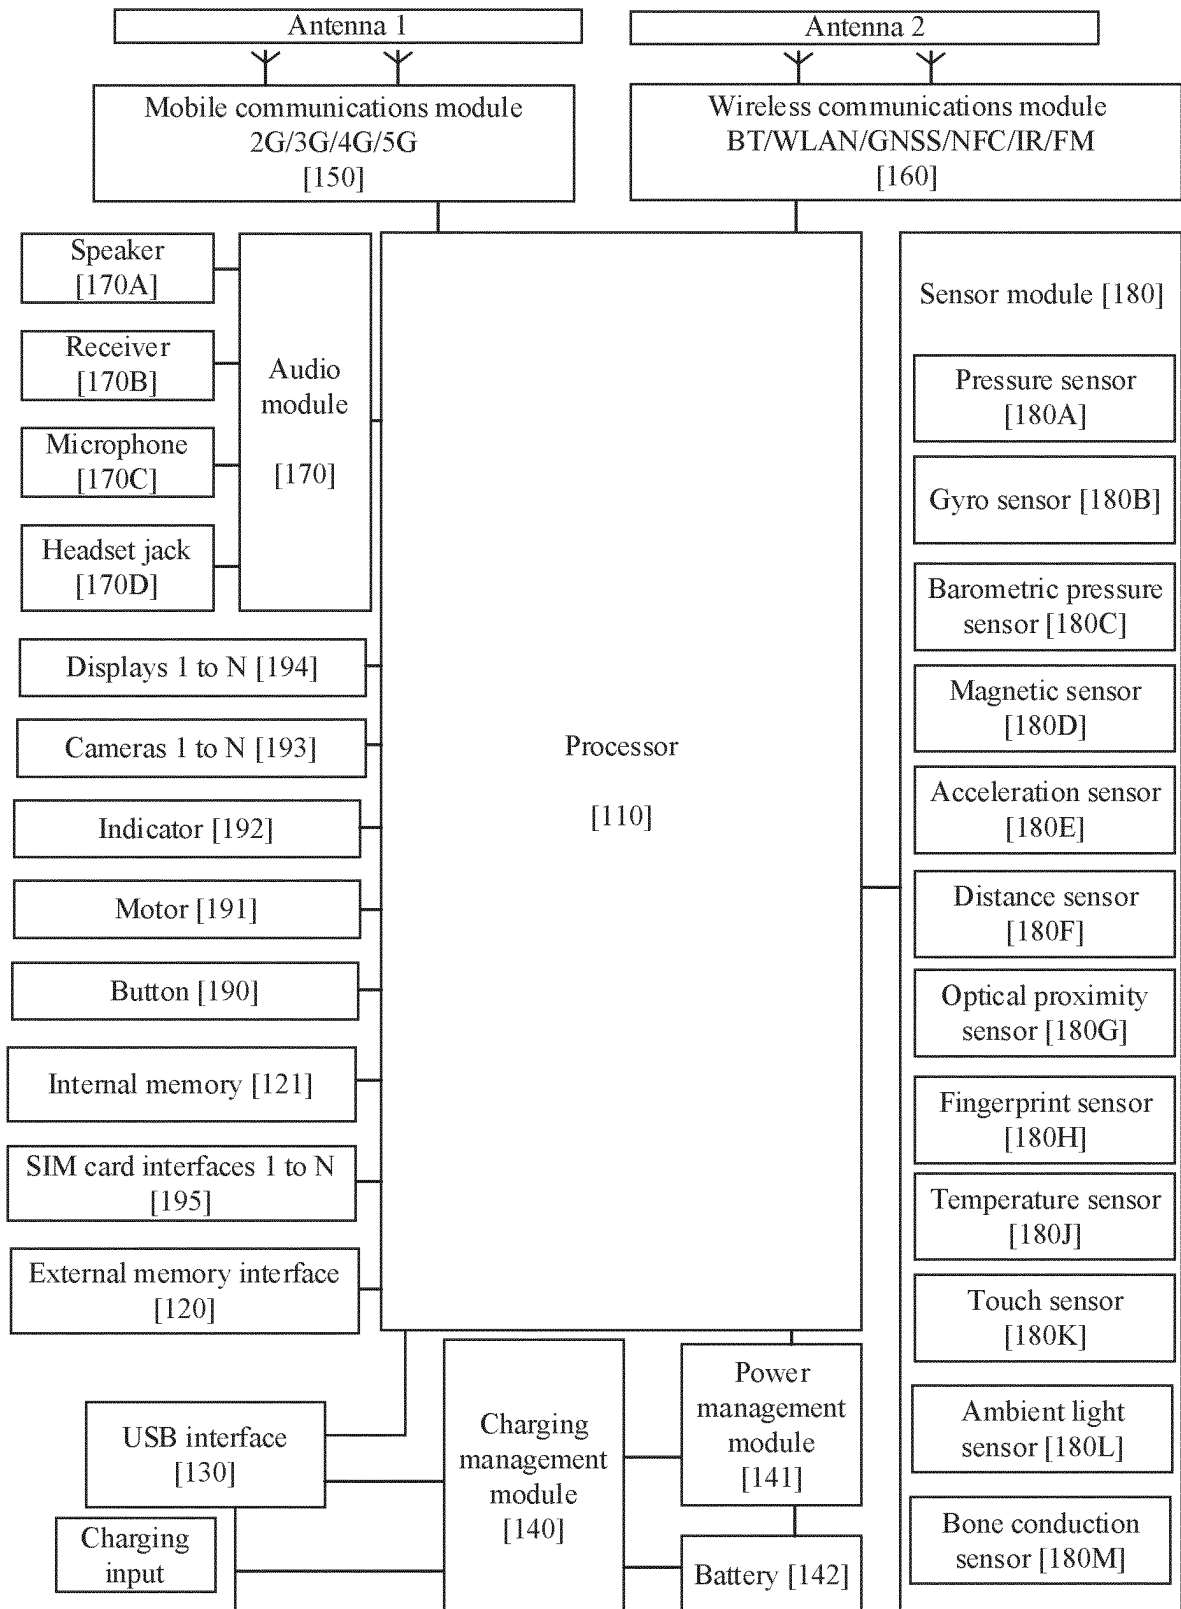 Antenna 1
Antenna 2
Mobile communications module
2G/3G/4G/5G
[150]
Wireless communications module
BT/WLAN/GNSS/NFC/IR/FM
[160]
Speaker
[170A]
Receiver
[170B]
Microphone
[170C]
Headset jack
[170D]
Audio
module
[170]
Displays 1 to N [194]
Cameras 1 to N [193]
Indicator [192]
Motor [191]
Button [190]
Internal memory [121]
SIM card interfaces 1 to N
[195]
External memory interface
[120]
Processor
[110]
Sensor module [180]
Pressure sensor
[180A]
Gyro sensor [180B]
Barometric pressure
sensor [180C]
Magnetic sensor
[180D]
Acceleration sensor
[180E]
Distance sensor
[180F]
Optical proximity
sensor [180G]
Fingerprint sensor
[180H]
Temperature sensor
[180J]
Touch sensor
[180K]
Ambient light
sensor [180L]
Bone conduction
sensor [180M]
USB interface
[130]
Charging
input
Charging
management
module
[140]
Power
management
module
[141]
Battery [142]